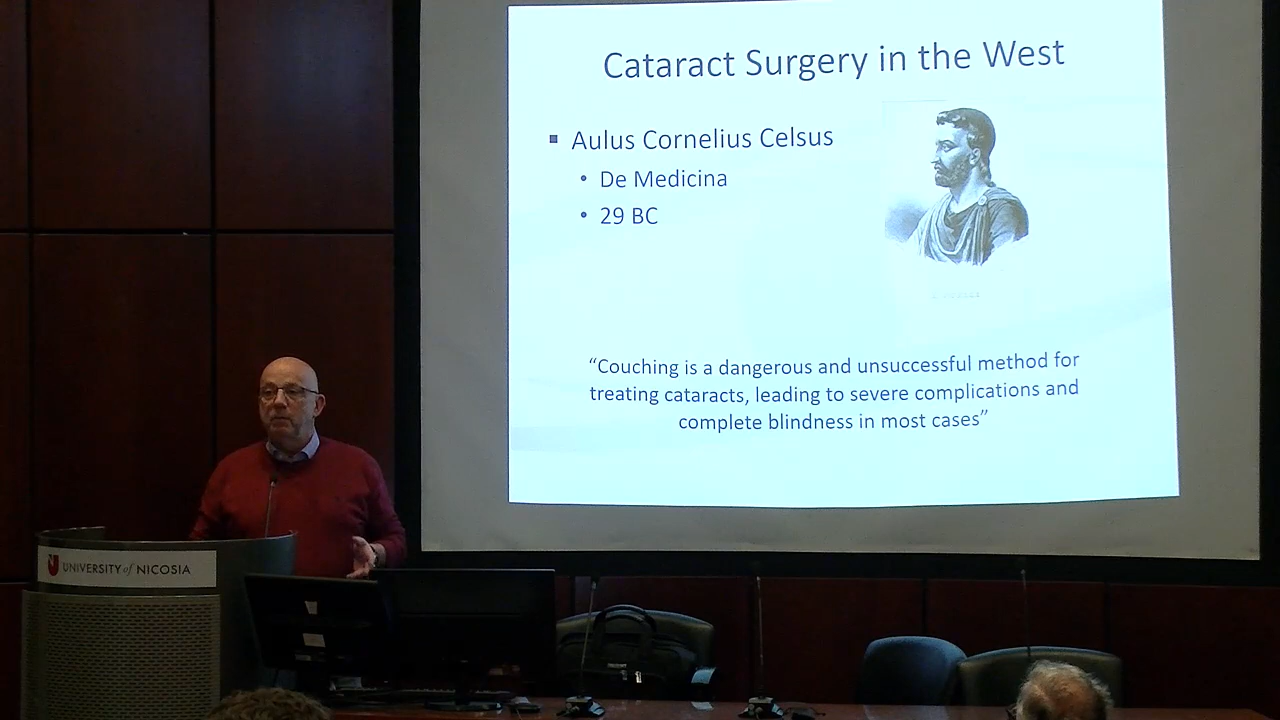 Cataract Surgery in the West
Aulus Cornelius Celsus
De Medicina
29 BC
“Couching is a dangerous and unsuccessful method for
treating cataracts, leading to severe complications and
complete blindness in most cases”
UNIVERSITY of NICOSIA